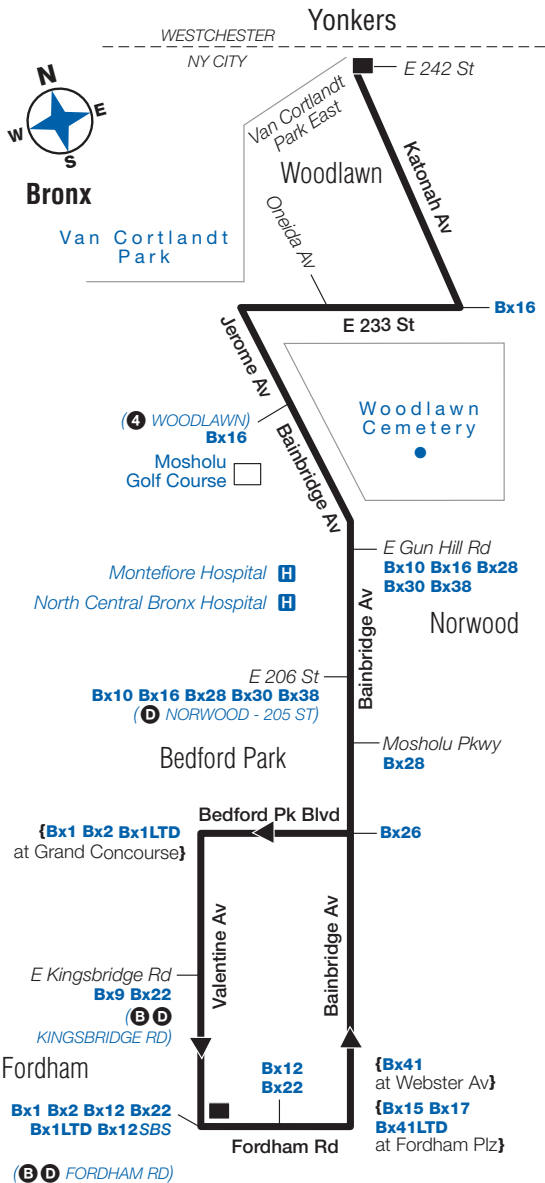 Yonkers
WESTCHESTER
NY CITY
E 242 St
N
E
W
S
Bronx
Van Cortlandt
Park East
Woodlawn
Katonah Av
Oneida Av
Van Cortlandt
Park
Bx16
E 233 St
Jerome Av
(4 WOODLAWN)
Bx16
Woodlawn
Cemetery
Mosholu
Golf Course
Bainbridge Av
E Gun Hill Rd
Bx10 Bx16 Bx28
Bx30 Bx38
Montefiore Hospital H
North Central Bronx Hospital H
Norwood
Bainbridge Av
E 206 St
Bx10 Bx16 Bx28 Bx30 Bx38
(D NORWOOD - 205 ST)
Mosholu Pkwy
Bx28
Bedford Park
Bedford Pk Blvd
{Bx1 Bx2 Bx1LTD
at Grand Concourse}
Bx26
Valentine Av
Bainbridge Av
E Kingsbridge Rd
Bx9 Bx22
(B D
KINGSBRIDGE RD)
Fordham
Bx12
Bx22
{Bx41
at Webster Av}
Bx1 Bx2 Bx12 Bx22
Bx1LTD Bx12SBS
{Bx15 Bx17
Bx41LTD
at Fordham Plz}
Fordham Rd
(B D FORDHAM RD)